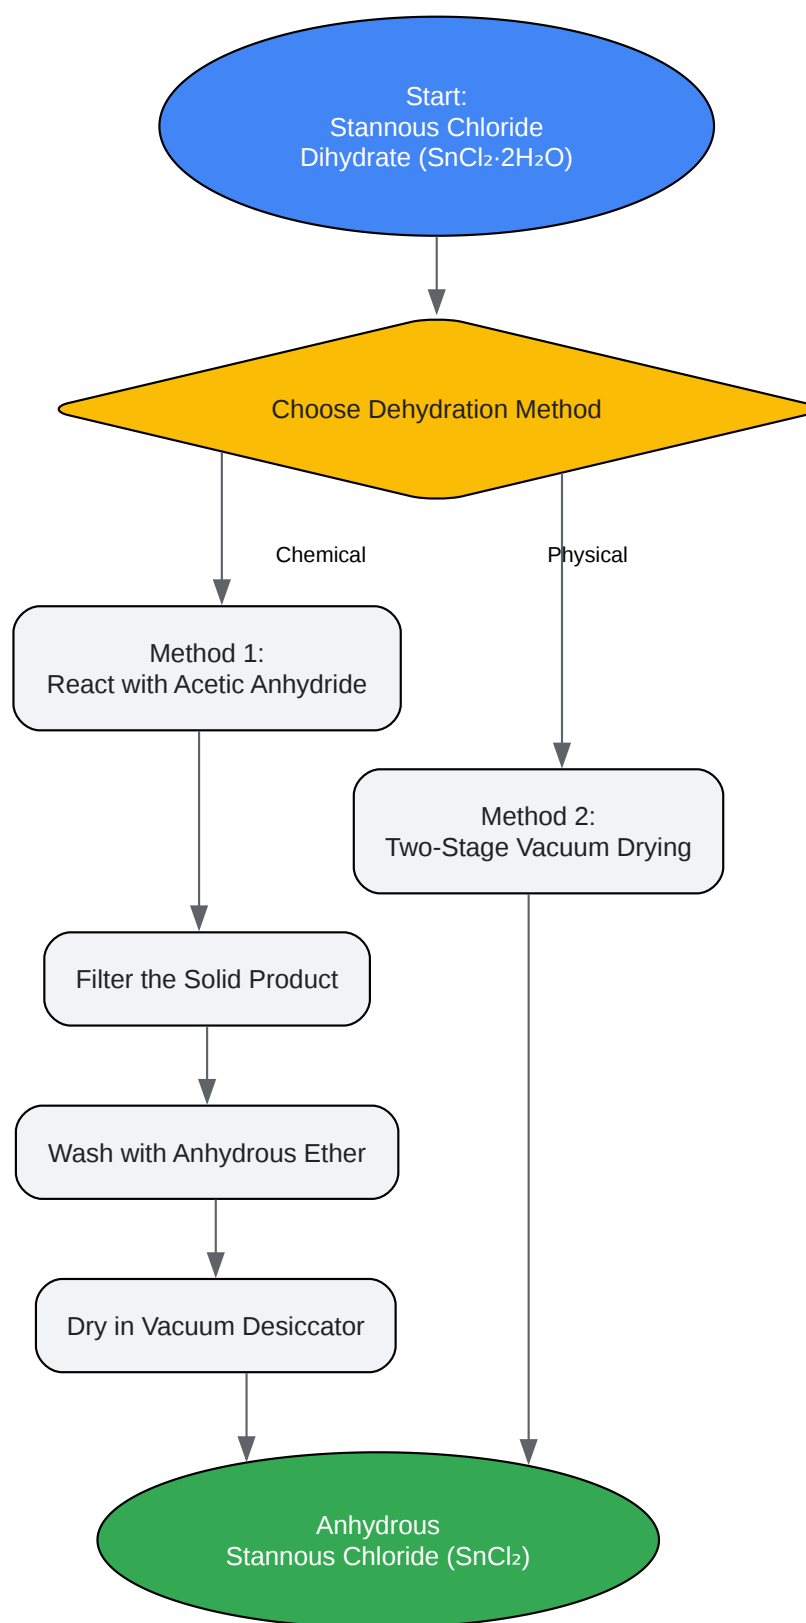 Start:
Stannous Chloride
Dihydrate (SnCl₂·2H₂O)
Choose Dehydration Method
Chemical
Physical
Method 1:
React with Acetic Anhydride
Method 2:
Two-Stage Vacuum Drying
Filter the Solid Product
Wash with Anhydrous Ether
Dry in Vacuum Desiccator
Anhydrous
Stannous Chloride (SnCl₂)